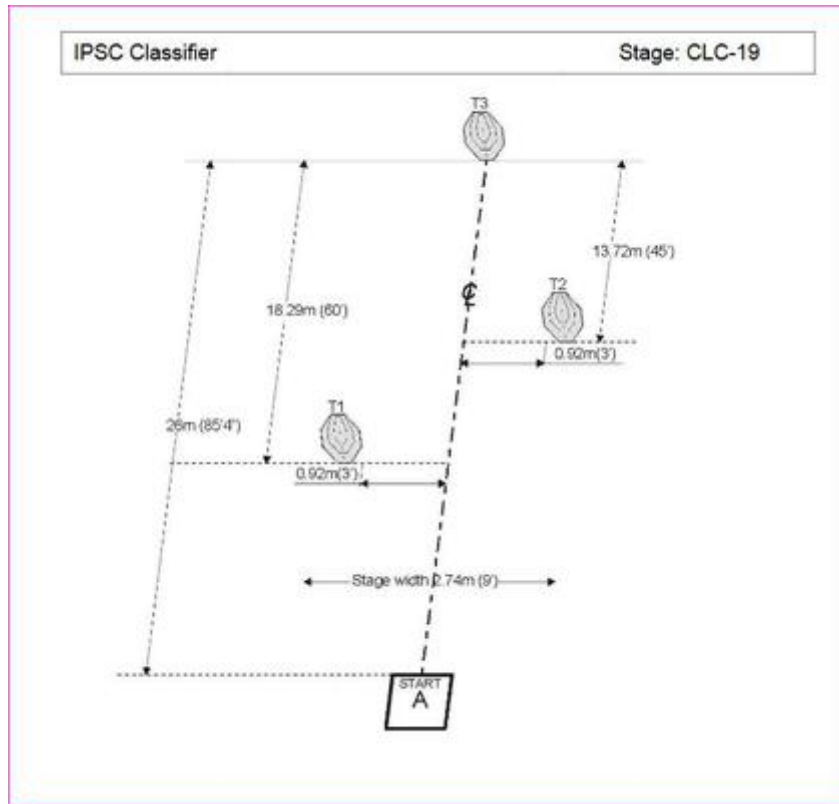 IPSC Classifier Stage: CLC-19
T3
13.72m (45')
T2
18.29m (60')
0.92m(3')
T1
26m (85'4")
0.92m(3')
Stage width 2.74m (9')
START
A